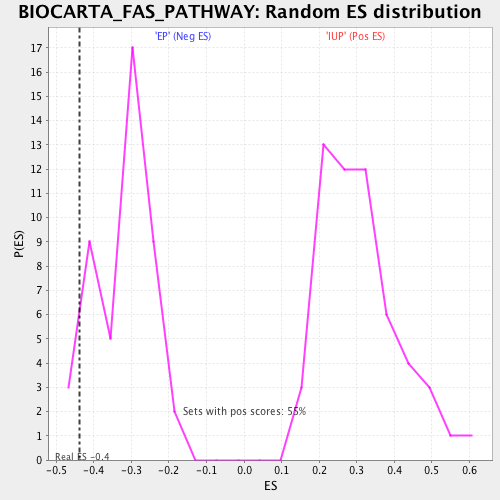 BIOCARTA_FAS_PATHWAY: Random ES distribution
'EP' (Neg ES)
'IUP' (Pos ES)
17
16
15
14
13
12
11
10
9
8
7
6
5
4
3
2
1
0
P(ES)
Sets with pos scores: 55%
Real ES -0.4
-0.5 -0.4 -0.3 -0.2 -0.1 0.0 0.1 0.2 0.3 0.4 0.5 0.6
ES